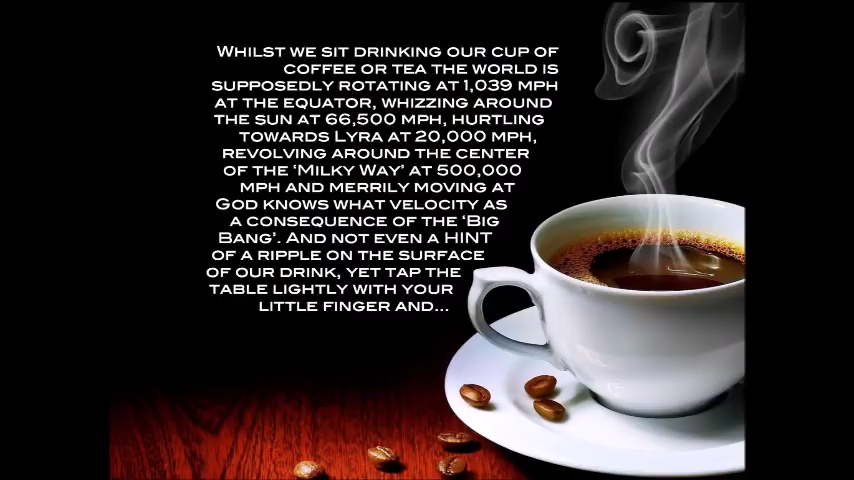 Whilst we sit drinking our cup of
coffee or tea the world is
supposedly rotating at 1,039 mph
at the equator, whizzing around
the sun at 66,500 mph, hurtling
towards Lyra at 20,000 mph,
revolving around the center
of the ‘Milky Way’ at 500,000
mph and merrily moving at
God knows what velocity as
a consequence of the ‘Big
Bang’. And not even a HINT
of a ripple on the surface
of our drink, yet tap the
table lightly with your
little finger and...